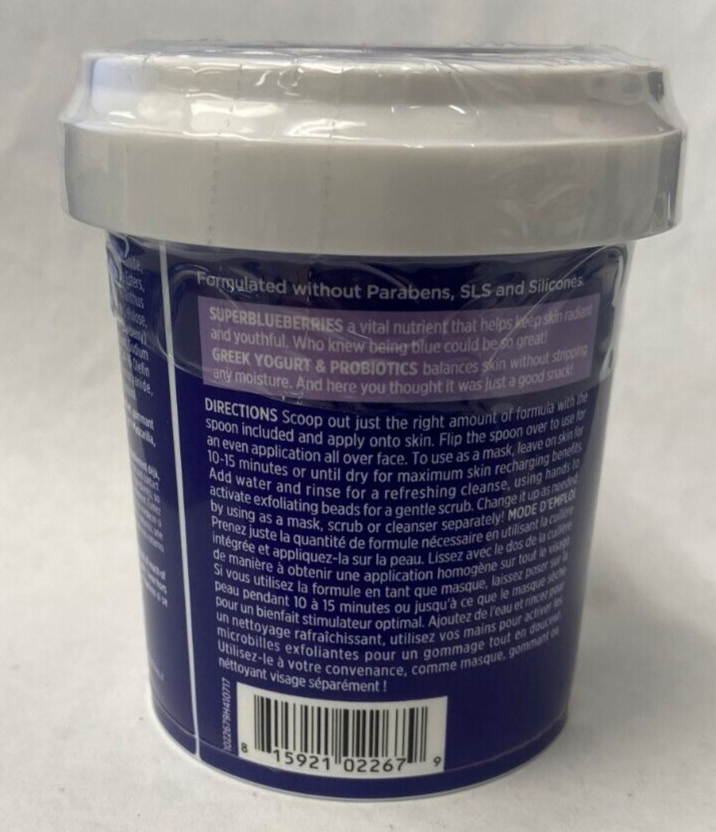 Formulated without Parabens, SLS and Silicones.
SUPERBLUEBERRIES a vital nutrient that helps keep skin radiant
and youthful. Who knew being blue could be so great!
GREEK YOGURT & PROBIOTICS balances skin without stripping
any moisture. And here you thought it was just a good snack!
DIRECTIONS Scoop out just the right amount of formula with the
spoon included and apply onto skin. Flip the spoon over to use for
an even application all over face. To use as a mask, leave on skin for
10-15 minutes or until dry for maximum skin recharging benefits.
Add water and rinse for a refreshing cleanse, using hands to
activate exfoliating beads for a gentle scrub. Change it up as needed
by using as a mask, scrub or cleanser separately! MODE D'EMPLOI
Prenez juste la quantité de formule nécessaire en utilisant la cuillère
intégrée et appliquez-la sur la peau. Lissez avec le dos de la cuillère
de manière à obtenir une application homogène sur tout le visage.
Si vous utilisez la formule en tant que masque, laissez poser sur la
peau pendant 10 à 15 minutes ou jusqu'à ce que le masque sèche
pour un bienfait stimulateur optimal. Ajoutez de l'eau et rincez pour
un nettoyage rafraîchissant, utilisez vos mains pour activer les
microbilles exfoliantes pour un gommage tout en douceur.
Utilisez-le à votre convenance, comme masque, gommant ou
nettoyant visage séparément !
1022679H410717
8 15921 02267 9